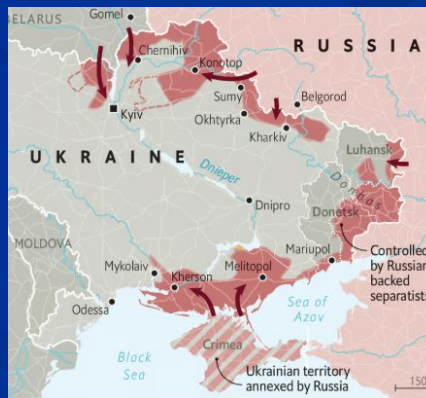 BELARUS
Gomel
RUSSIA
Chernihiv
Konotop
Sumy
Belgorod
Kyiv
Okhtyrka
Kharkiv
UKRAINE
Luhansk
Dnieper
Donbas
Dnipro
Donetsk
MOLDOVA
Mariupol
Controlled
by Russian
backed
separatists
Mykolaiv
Kherson
Melitopol
Odessa
Sea of
Azov
Black
Sea
Crimea
Ukrainian territory
annexed by Russia
150